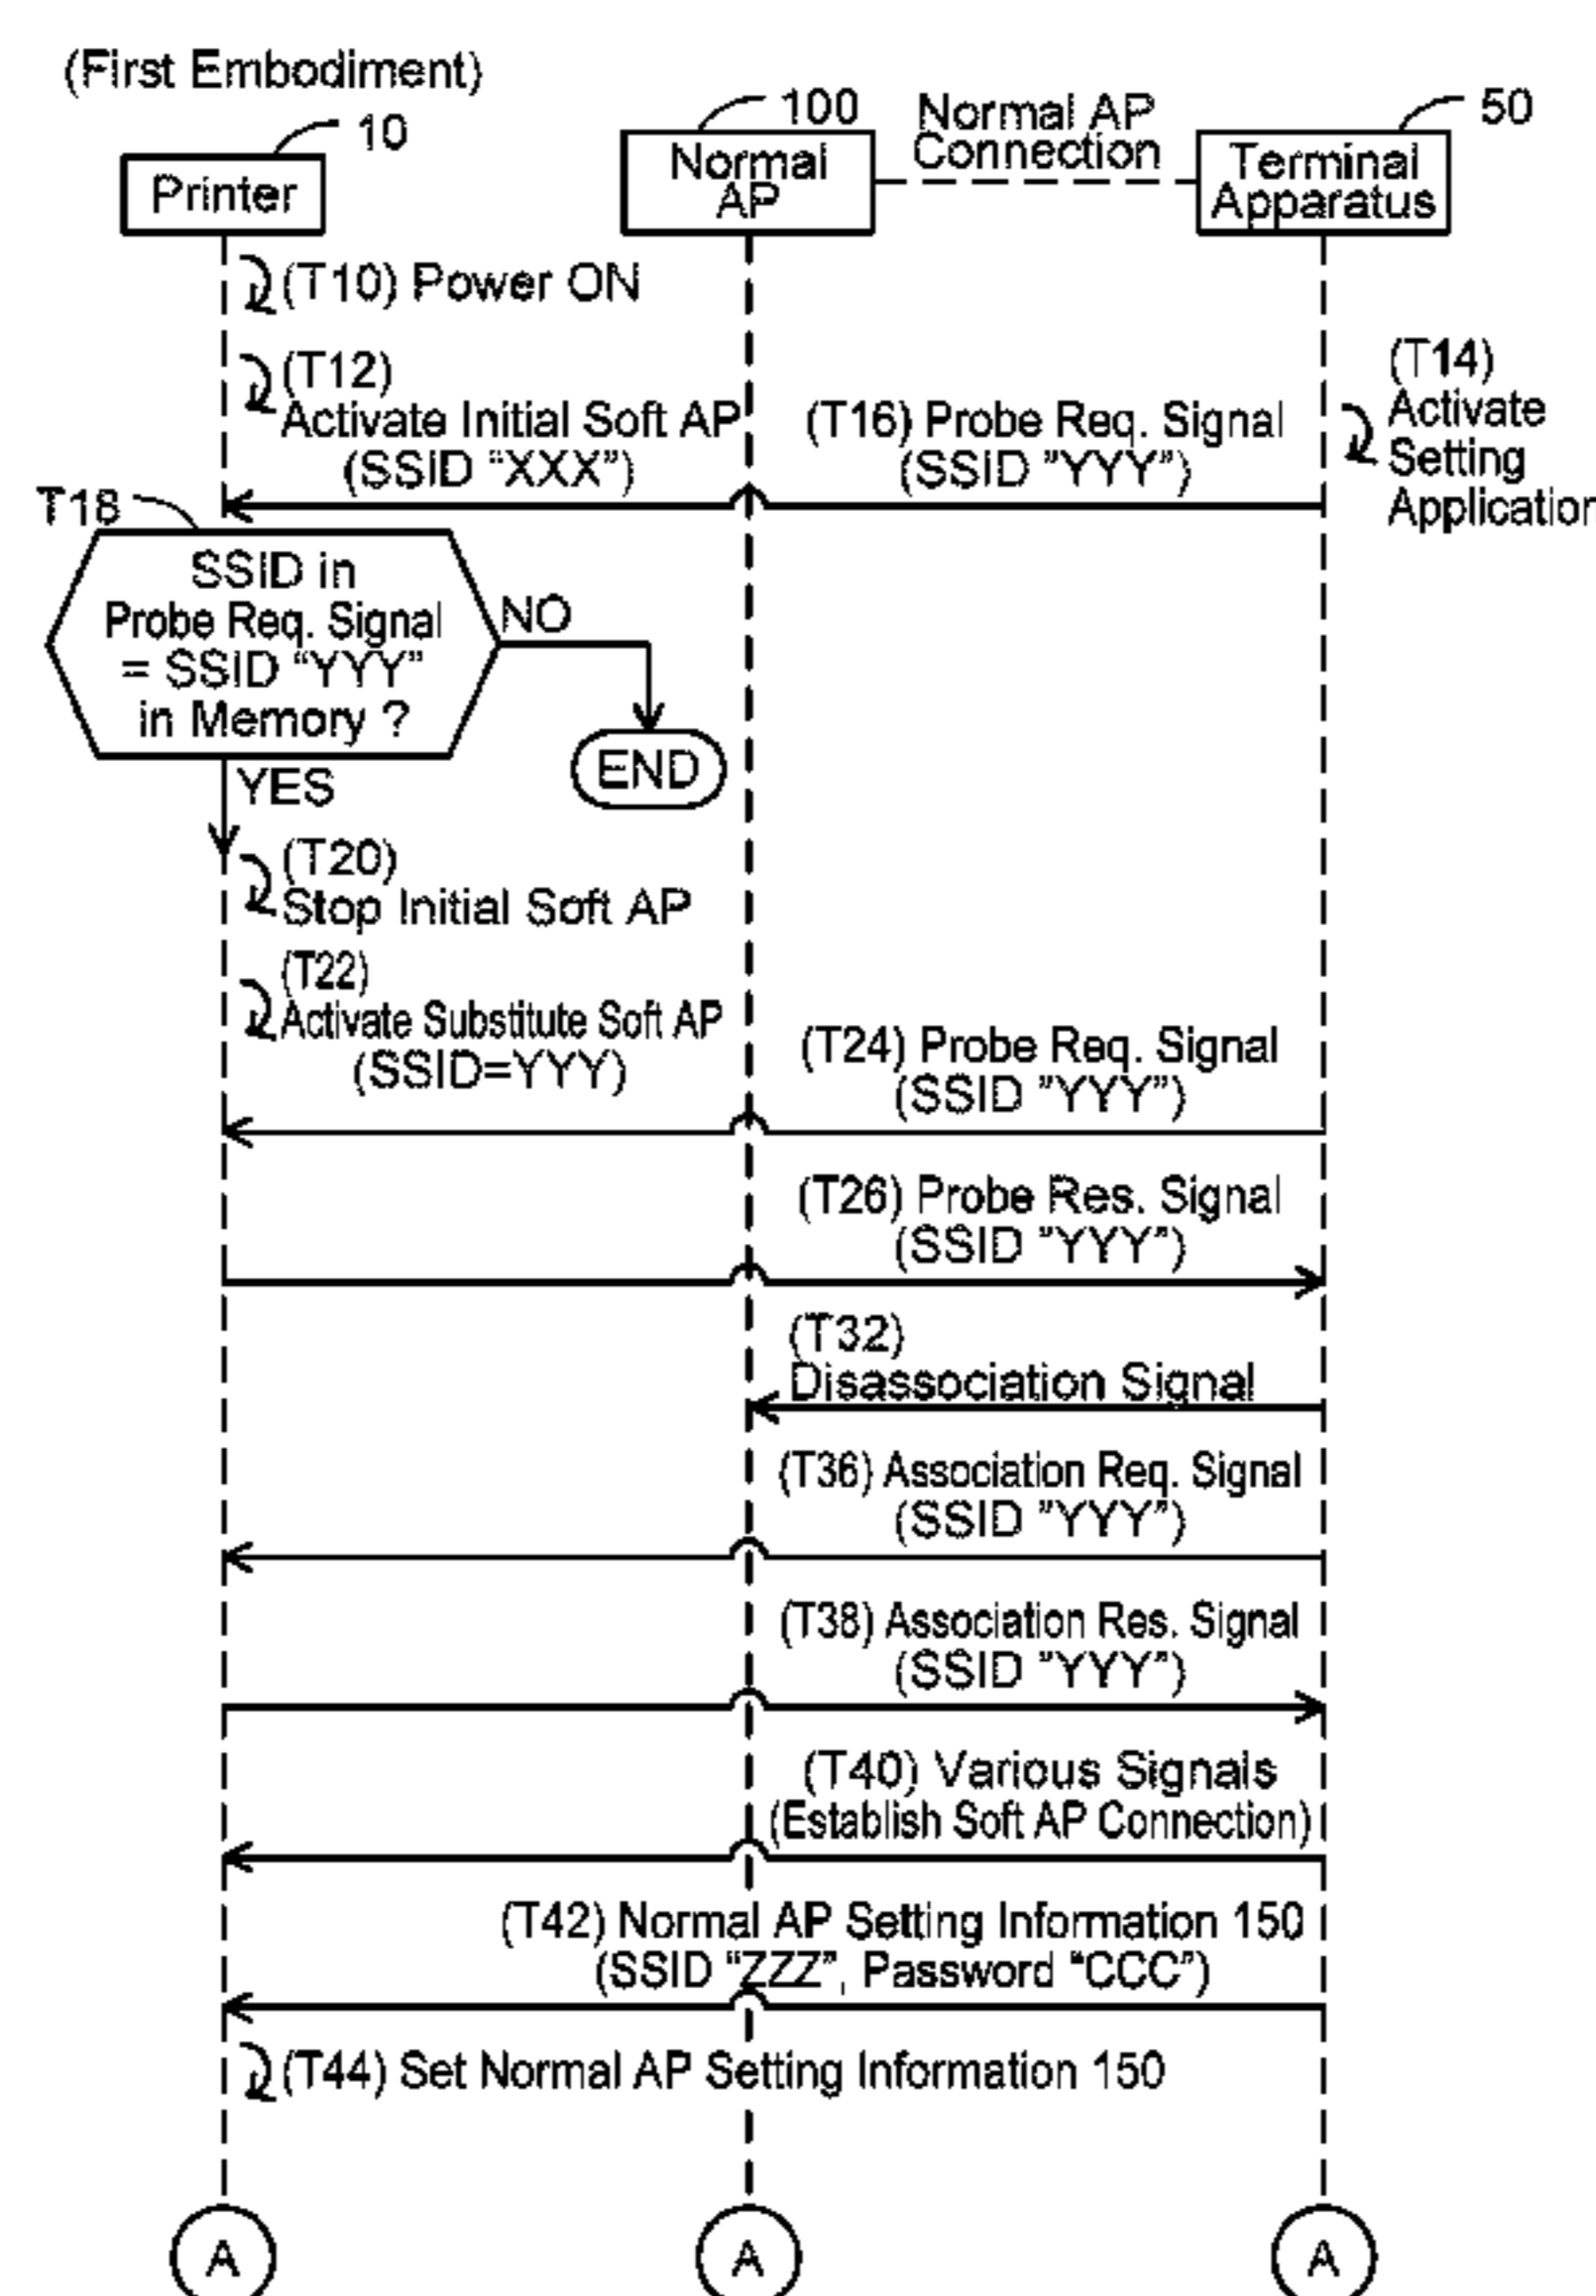 (First Embodiment)
10
100
Normal AP
Connection
50
Printer
Normal
AP
Terminal
Apparatus
(T10) Power ON
(T12)
Activate Initial Soft AP
(SSID “XXX”)
(T14)
Activate
Setting
Application
(T16) Probe Req. Signal
(SSID ”YYY”)
T18
SSID in
Probe Req. Signal
= SSID “YYY”
in Memory ?
NO
END
YES
(T20)
Stop Initial Soft AP
(T22)
Activate Substitute Soft AP
(SSID=YYY)
(T24) Probe Req. Signal
(SSID ”YYY”)
(T26) Probe Res. Signal
(SSID ”YYY”)
(T32)
Disassociation Signal
(T36) Association Req. Signal
(SSID ”YYY”)
(T38) Association Res. Signal
(SSID ”YYY”)
(T40) Various Signals
(Establish Soft AP Connection)
(T42) Normal AP Setting Information 150
(SSID “ZZZ”, Password “CCC”)
(T44) Set Normal AP Setting Information 150
A
A
A